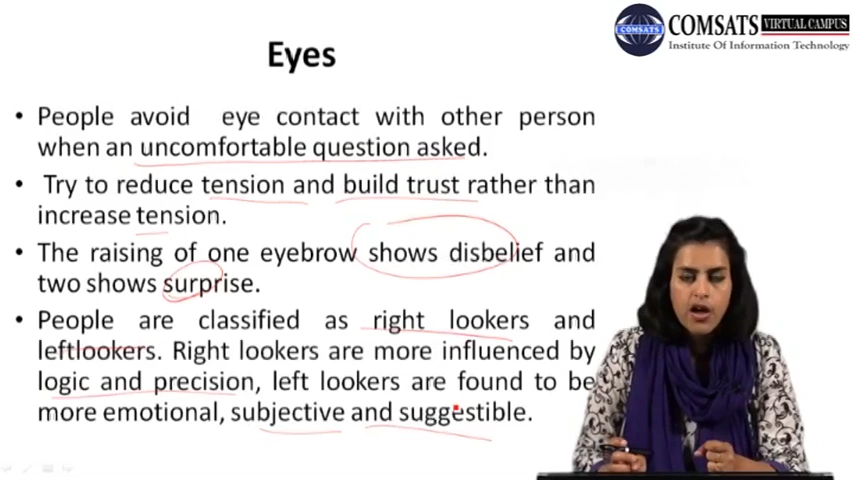 COMSATS VIRTUAL CAMPUS
Institute Of Information Technology
COMSATS
Eyes
• People avoid eye contact with other person
when an uncomfortable question asked.
• Try to reduce tension and build trust rather than
increase tension.
• The raising of one eyebrow shows disbelief and
two shows surprise.
• People are classified as right lookers and
leftlookers. Right lookers are more influenced by
logic and precision, left lookers are found to be
more emotional, subjective and suggestible.